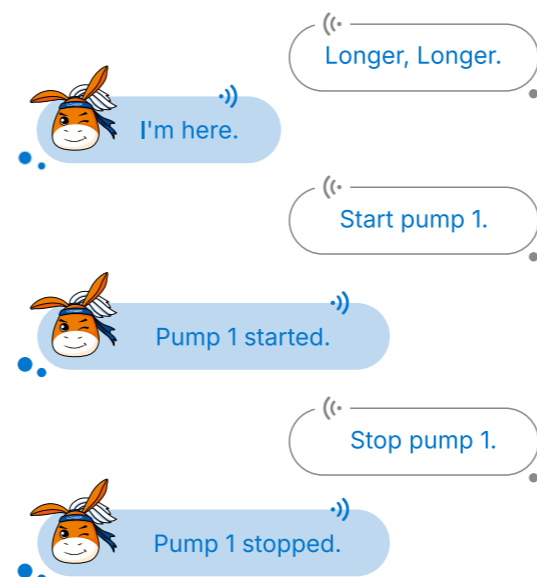 Longer, Longer.
I'm here.
Start pump 1.
Pump 1 started.
Stop pump 1.
Pump 1 stopped.